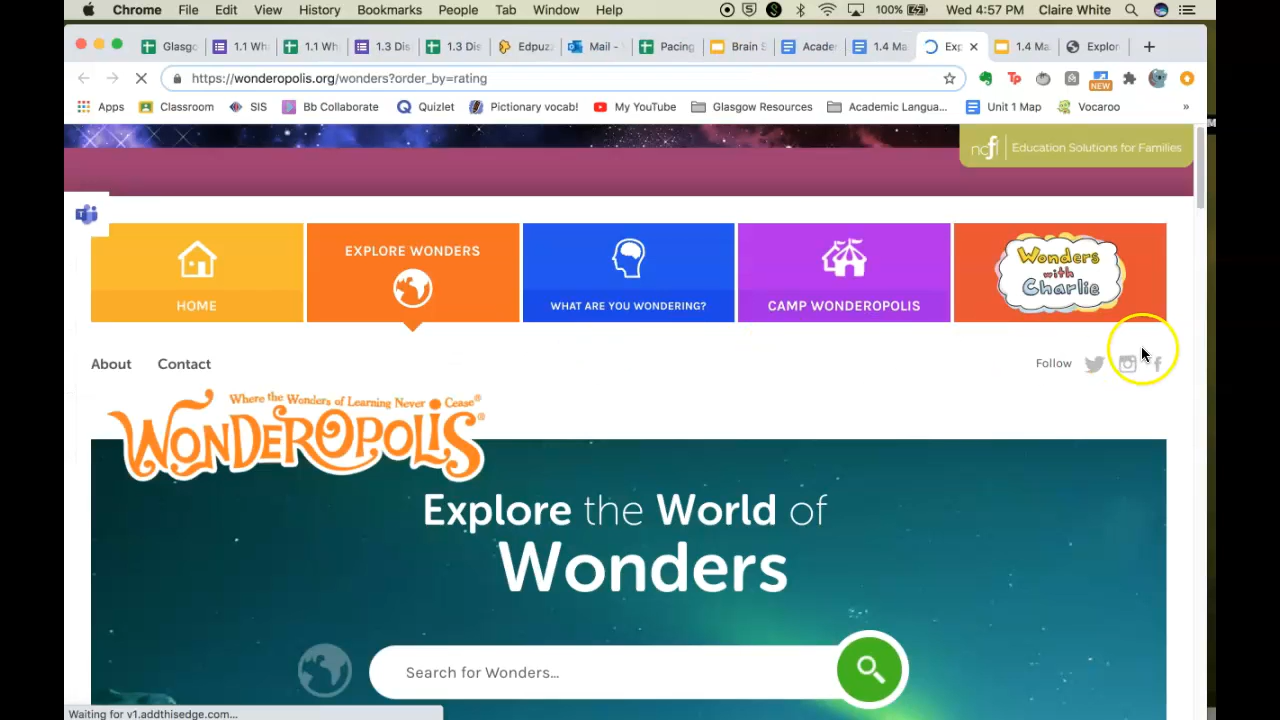 Chrome File Edit View History Bookmarks People Tab Window Help 100% Wed 4:57 PM Claire White
Glasgo 1.1 Wh 1.1 Wh 1.3 Dis 1.3 Dis Edpuz Mail - Pacing Brain S Acade 1.4 Ma Exp 1.4 Ma Explor
https://wonderopolis.org/wonders?order_by=rating
NEW
Apps Classroom SIS Bb Collaborate Quizlet Pictionary vocab! My YouTube Glasgow Resources Academic Langua... Unit 1 Map Vocaroo »
ncfl Education Solutions for Families
HOME
EXPLORE WONDERS
WHAT ARE YOU WONDERING?
CAMP WONDEROPOLIS
Wonders
with
Charlie
About Contact Follow
Where the Wonders of Learning Never Cease®
WONDEROPOLIS®
Explore the World of
Wonders
Search for Wonders...
Waiting for v1.addthisedge.com...